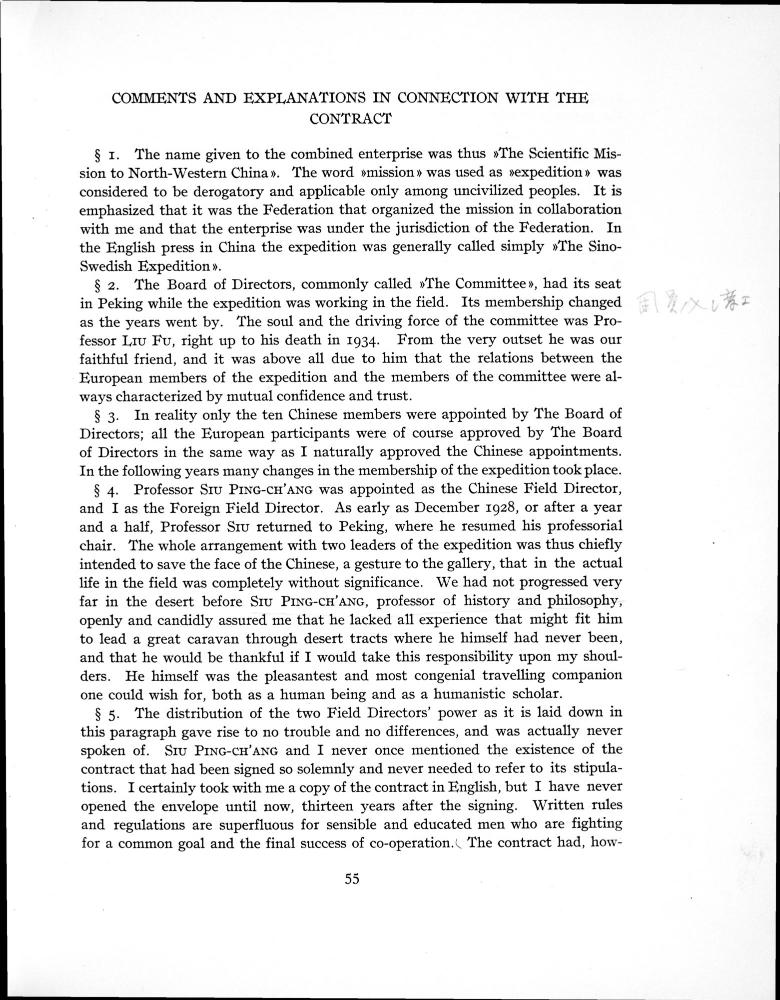 COMMENTS AND EXPLANATIONS IN CONNECTION WITH THE
CONTRACT
§ 1. The name given to the combined enterprise was thus »The Scientific Mis-
sion to North-Western China». The word »mission» was used as »expedition» was
considered to be derogatory and applicable only among uncivilized peoples. It is
emphasized that it was the Federation that organized the mission in collaboration
with me and that the enterprise was under the jurisdiction of the Federation. In
the English press in China the expedition was generally called simply »The Sino-
Swedish Expedition».
§ 2. The Board of Directors, commonly called »The Committee», had its seat
in Peking while the expedition was working in the field. Its membership changed
as the years went by. The soul and the driving force of the committee was Pro-
fessor LIU FU, right up to his death in 1934. From the very outset he was our
faithful friend, and it was above all due to him that the relations between the
European members of the expedition and the members of the committee were al-
ways characterized by mutual confidence and trust.
§ 3. In reality only the ten Chinese members were appointed by The Board of
Directors; all the European participants were of course approved by The Board
of Directors in the same way as I naturally approved the Chinese appointments.
In the following years many changes in the membership of the expedition took place.
§ 4. Professor SIU PING-CH'ANG was appointed as the Chinese Field Director,
and I as the Foreign Field Director. As early as December 1928, or after a year
and a half, Professor SIU returned to Peking, where he resumed his professorial
chair. The whole arrangement with two leaders of the expedition was thus chiefly
intended to save the face of the Chinese, a gesture to the gallery, that in the actual
life in the field was completely without significance. We had not progressed very
far in the desert before SIU PING-CH'ANG, professor of history and philosophy,
openly and candidly assured me that he lacked all experience that might fit him
to lead a great caravan through desert tracts where he himself had never been,
and that he would be thankful if I would take this responsibility upon my shoul-
ders. He himself was the pleasantest and most congenial travelling companion
one could wish for, both as a human being and as a humanistic scholar.
§ 5. The distribution of the two Field Directors' power as it is laid down in
this paragraph gave rise to no trouble and no differences, and was actually never
spoken of. SIU PING-CH'ANG and I never once mentioned the existence of the
contract that had been signed so solemnly and never needed to refer to its stipula-
tions. I certainly took with me a copy of the contract in English, but I have never
opened the envelope until now, thirteen years after the signing. Written rules
and regulations are superfluous for sensible and educated men who are fighting
for a common goal and the final success of co-operation. The contract had, how-
55